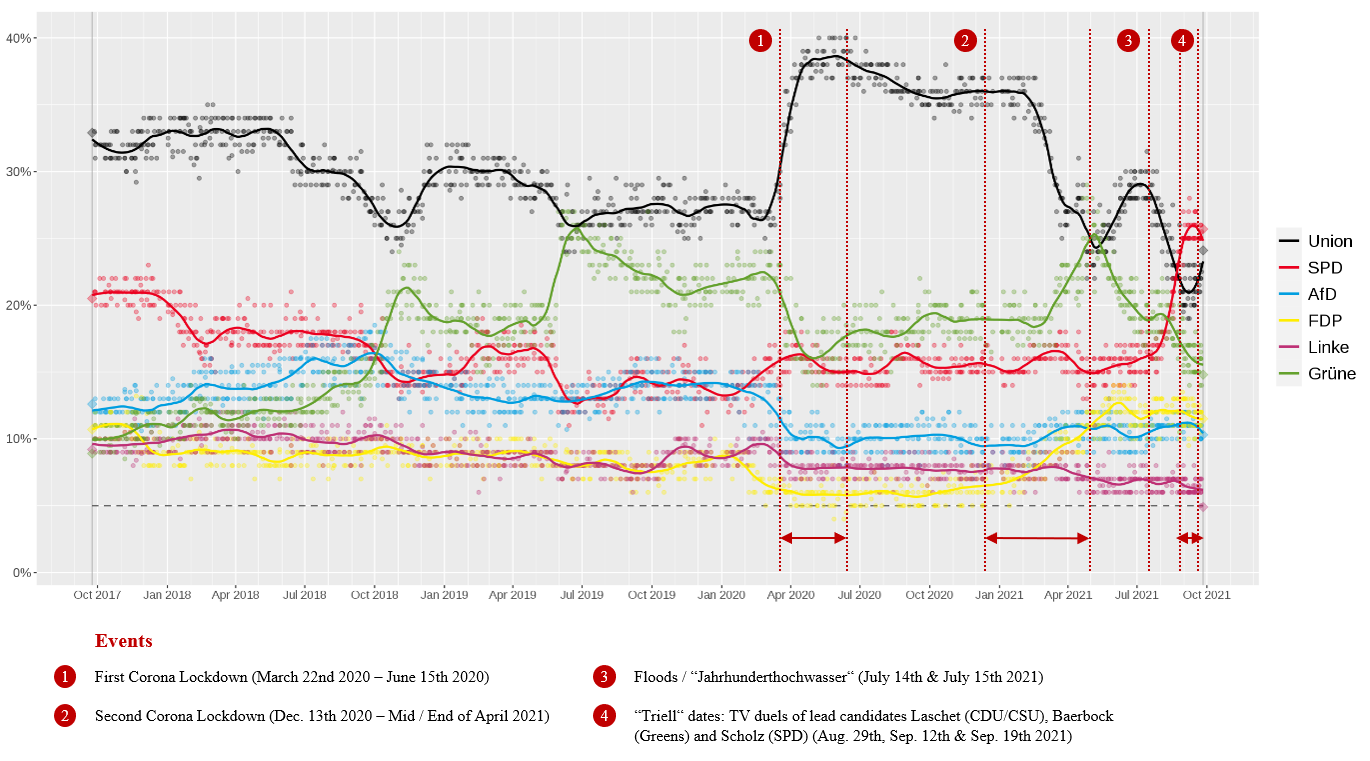 40%
30%
20%
10%
0%
1
2
3
4
Oct 2017 Jan 2018 Apr 2018 Jul 2018 Oct 2018 Jan 2019 Apr 2019 Jul 2019 Oct 2019 Jan 2020 Apr 2020 Jul 2020 Oct 2020 Jan 2021 Apr 2021 Jul 2021 Oct 2021
Union
SPD
AfD
FDP
Linke
Grüne
Events
1 First Corona Lockdown (March 22nd 2020 – June 15th 2020)
2 Second Corona Lockdown (Dec. 13th 2020 – Mid / End of April 2021)
3 Floods / “Jahrhunderthochwasser“ (July 14th & July 15th 2021)
4 “Triell“ dates: TV duels of lead candidates Laschet (CDU/CSU), Baerbock
(Greens) and Scholz (SPD) (Aug. 29th, Sep. 12th & Sep. 19th 2021)